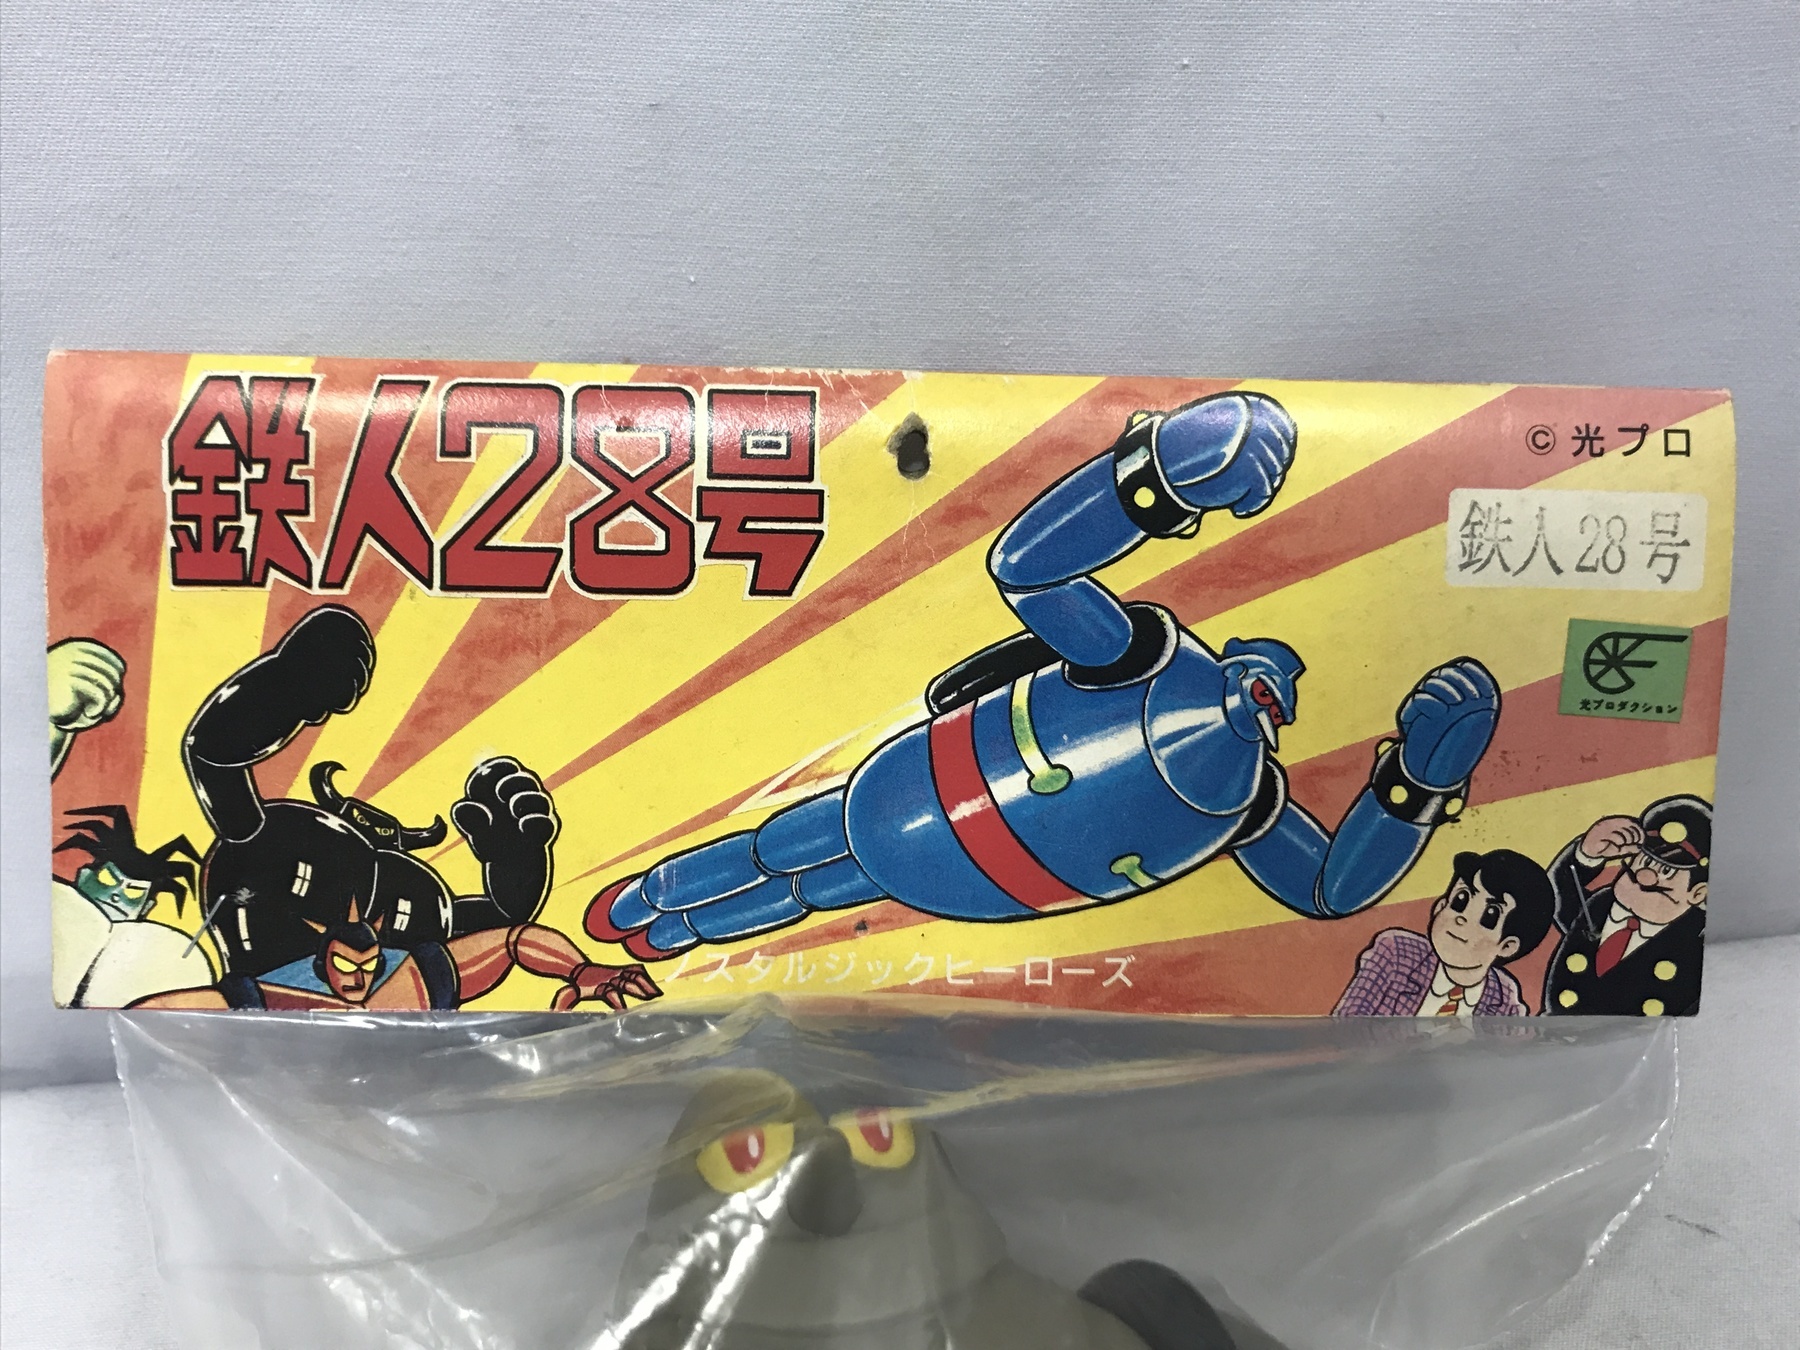 鉄人28号
© 光プロ
鉄人28号
光プロダクション
ノスタルジックヒーローズ